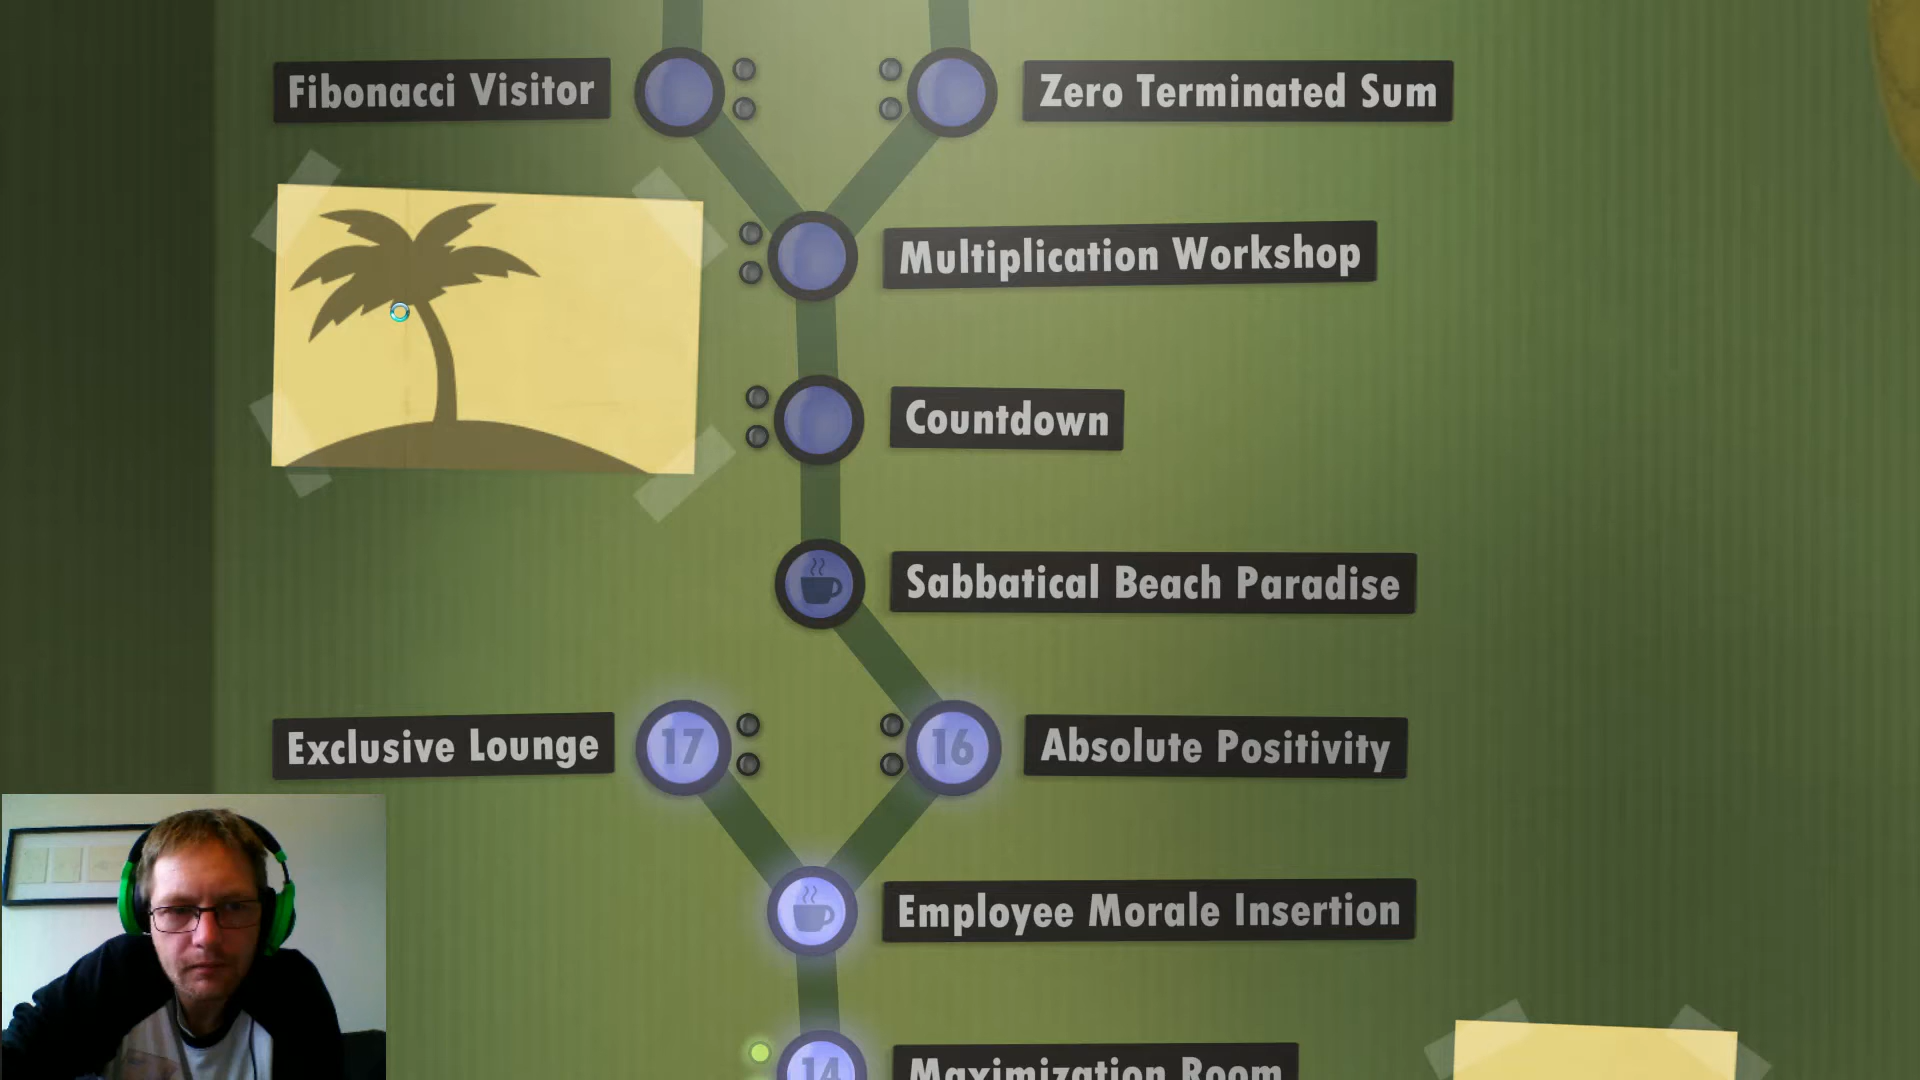 Fibonacci Visitor
Zero Terminated Sum
Multiplication Workshop
Countdown
Sabbatical Beach Paradise
Exclusive Lounge
17
16
Absolute Positivity
Employee Morale Insertion
14
Maximization Room